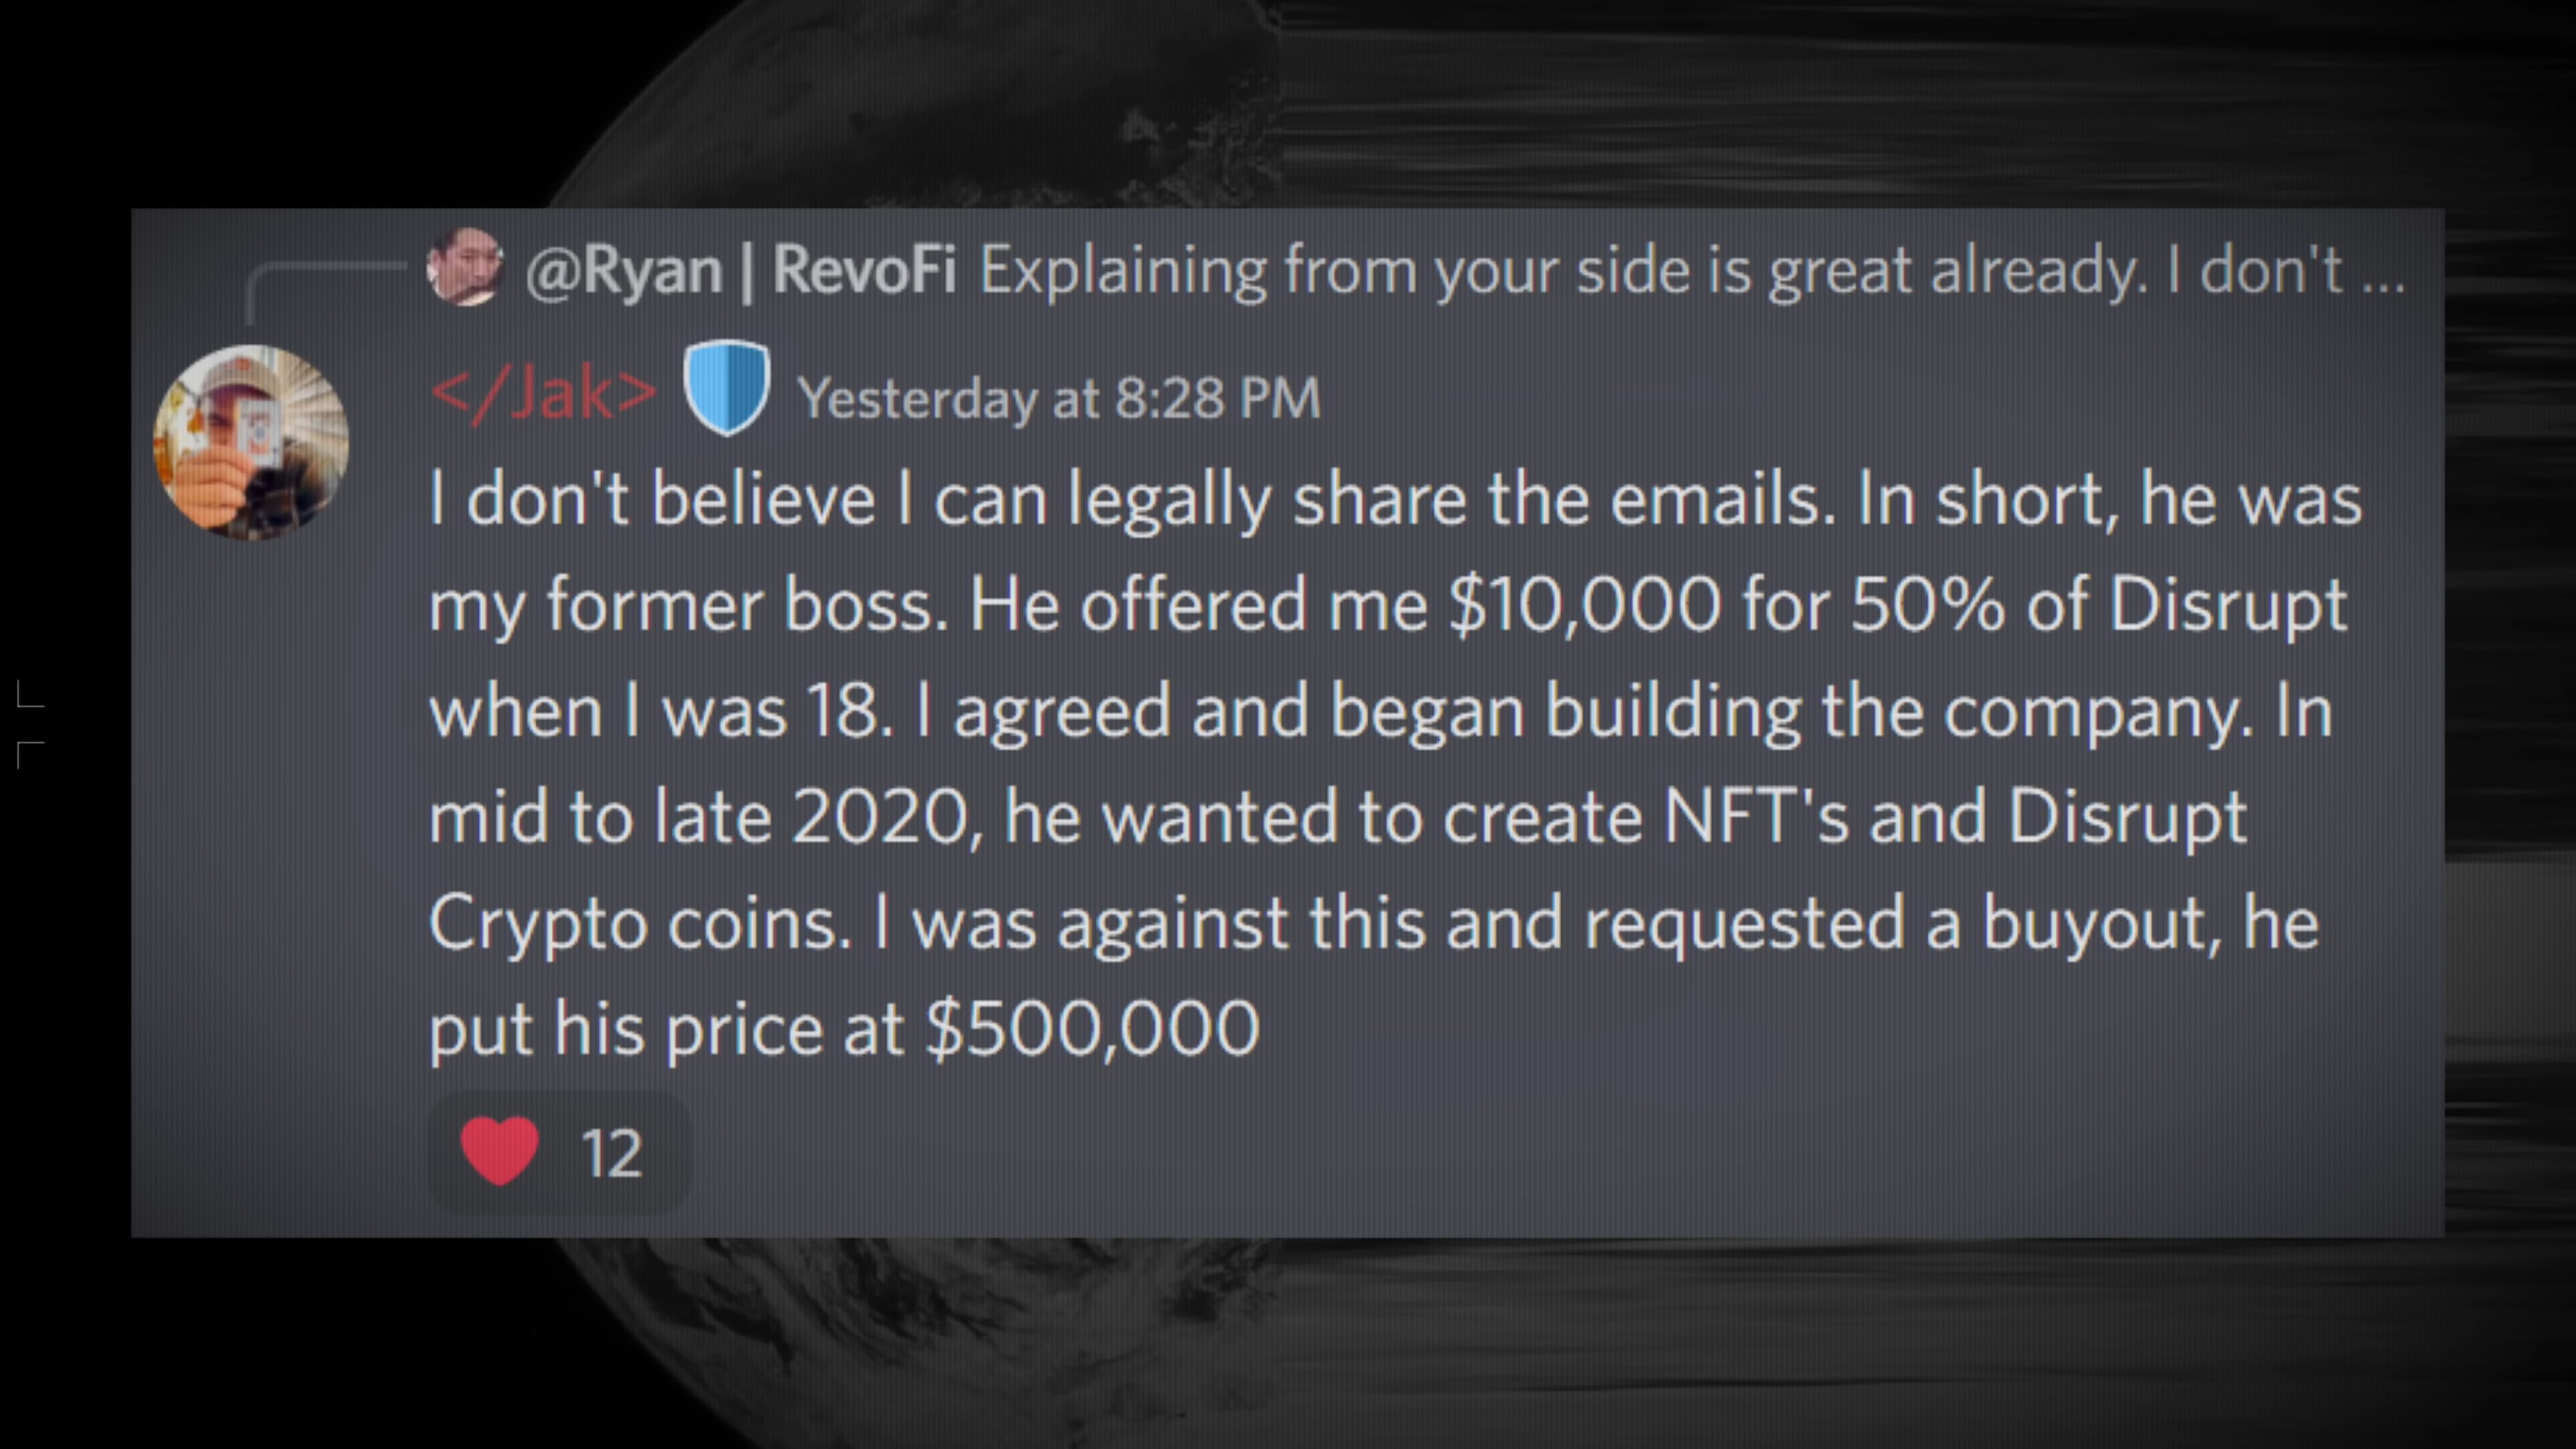 @Ryan | RevoFi Explaining from your side is great already. I don't ...
</Jak> Yesterday at 8:28 PM
I don't believe I can legally share the emails. In short, he was
my former boss. He offered me $10,000 for 50% of Disrupt
when I was 18. I agreed and began building the company. In
mid to late 2020, he wanted to create NFT's and Disrupt
Crypto coins. I was against this and requested a buyout, he
put his price at $500,000
12